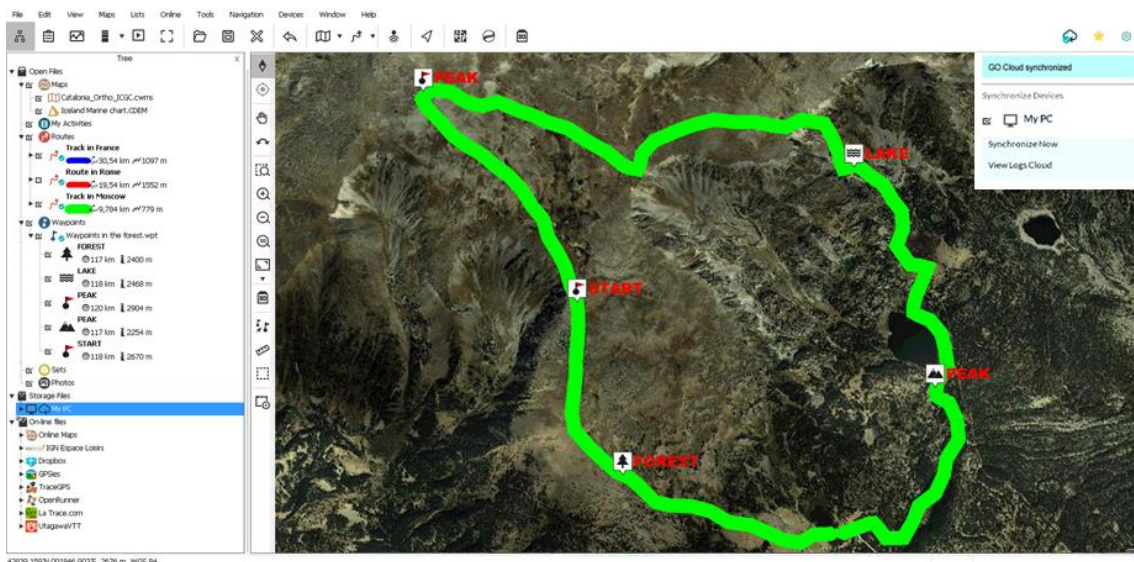 File Edit View Maps Lists Online Tools Navigation Devices Window Help
Tree X
Open Files
Maps
Catalonia_Ortho_ICGC.cwms
Iceland Marine chart.CDEM
My Activities
Routes
Track in France
30,54 km 1097 m
Route in Rome
19,54 km 1552 m
Track in Moscow
9,784 km 779 m
Waypoints
Waypoints in the forest.wpt
FOREST
117 km 2400 m
LAKE
118 km 2468 m
PEAK
120 km 2904 m
PEAK
117 km 2254 m
START
118 km 2670 m
Sets
Photos
Storage Files
My PC
On-line files
Online Maps
IGN Espace Loisirs
Dropbox
GPSies
TraceGPS
OpenRunner
La Trace.com
UtagawaVTT
PEAK
LAKE
START
PEAK
FOREST
GO Cloud synchronized
Synchronize Devices
My PC
Synchronize Now
View Logs Cloud